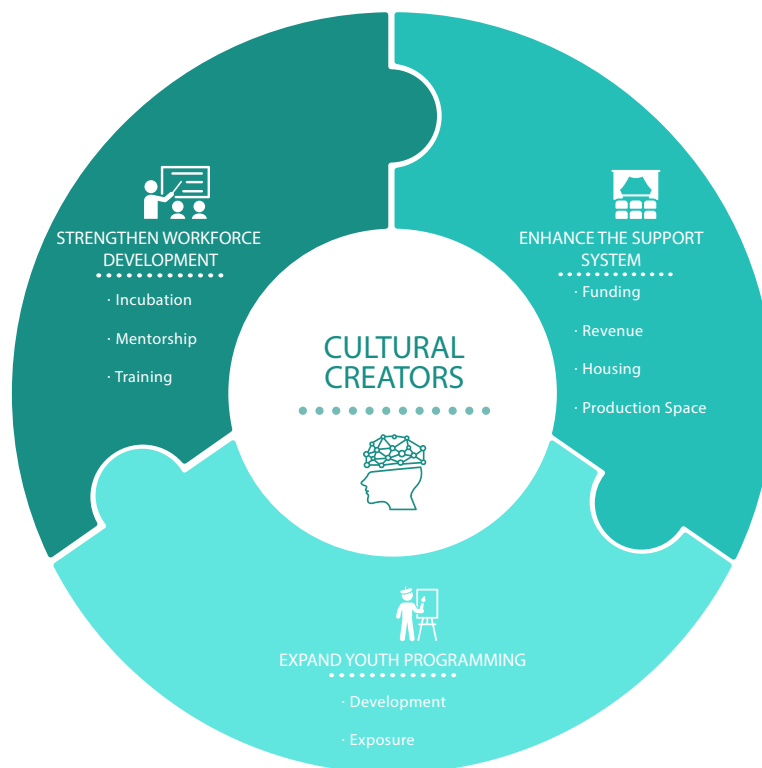 STRENGTHEN WORKFORCE
DEVELOPMENT
· Incubation
· Mentorship
· Training
ENHANCE THE SUPPORT
SYSTEM
· Funding
· Revenue
· Housing
· Production Space
CULTURAL
CREATORS
EXPAND YOUTH PROGRAMMING
· Development
· Exposure